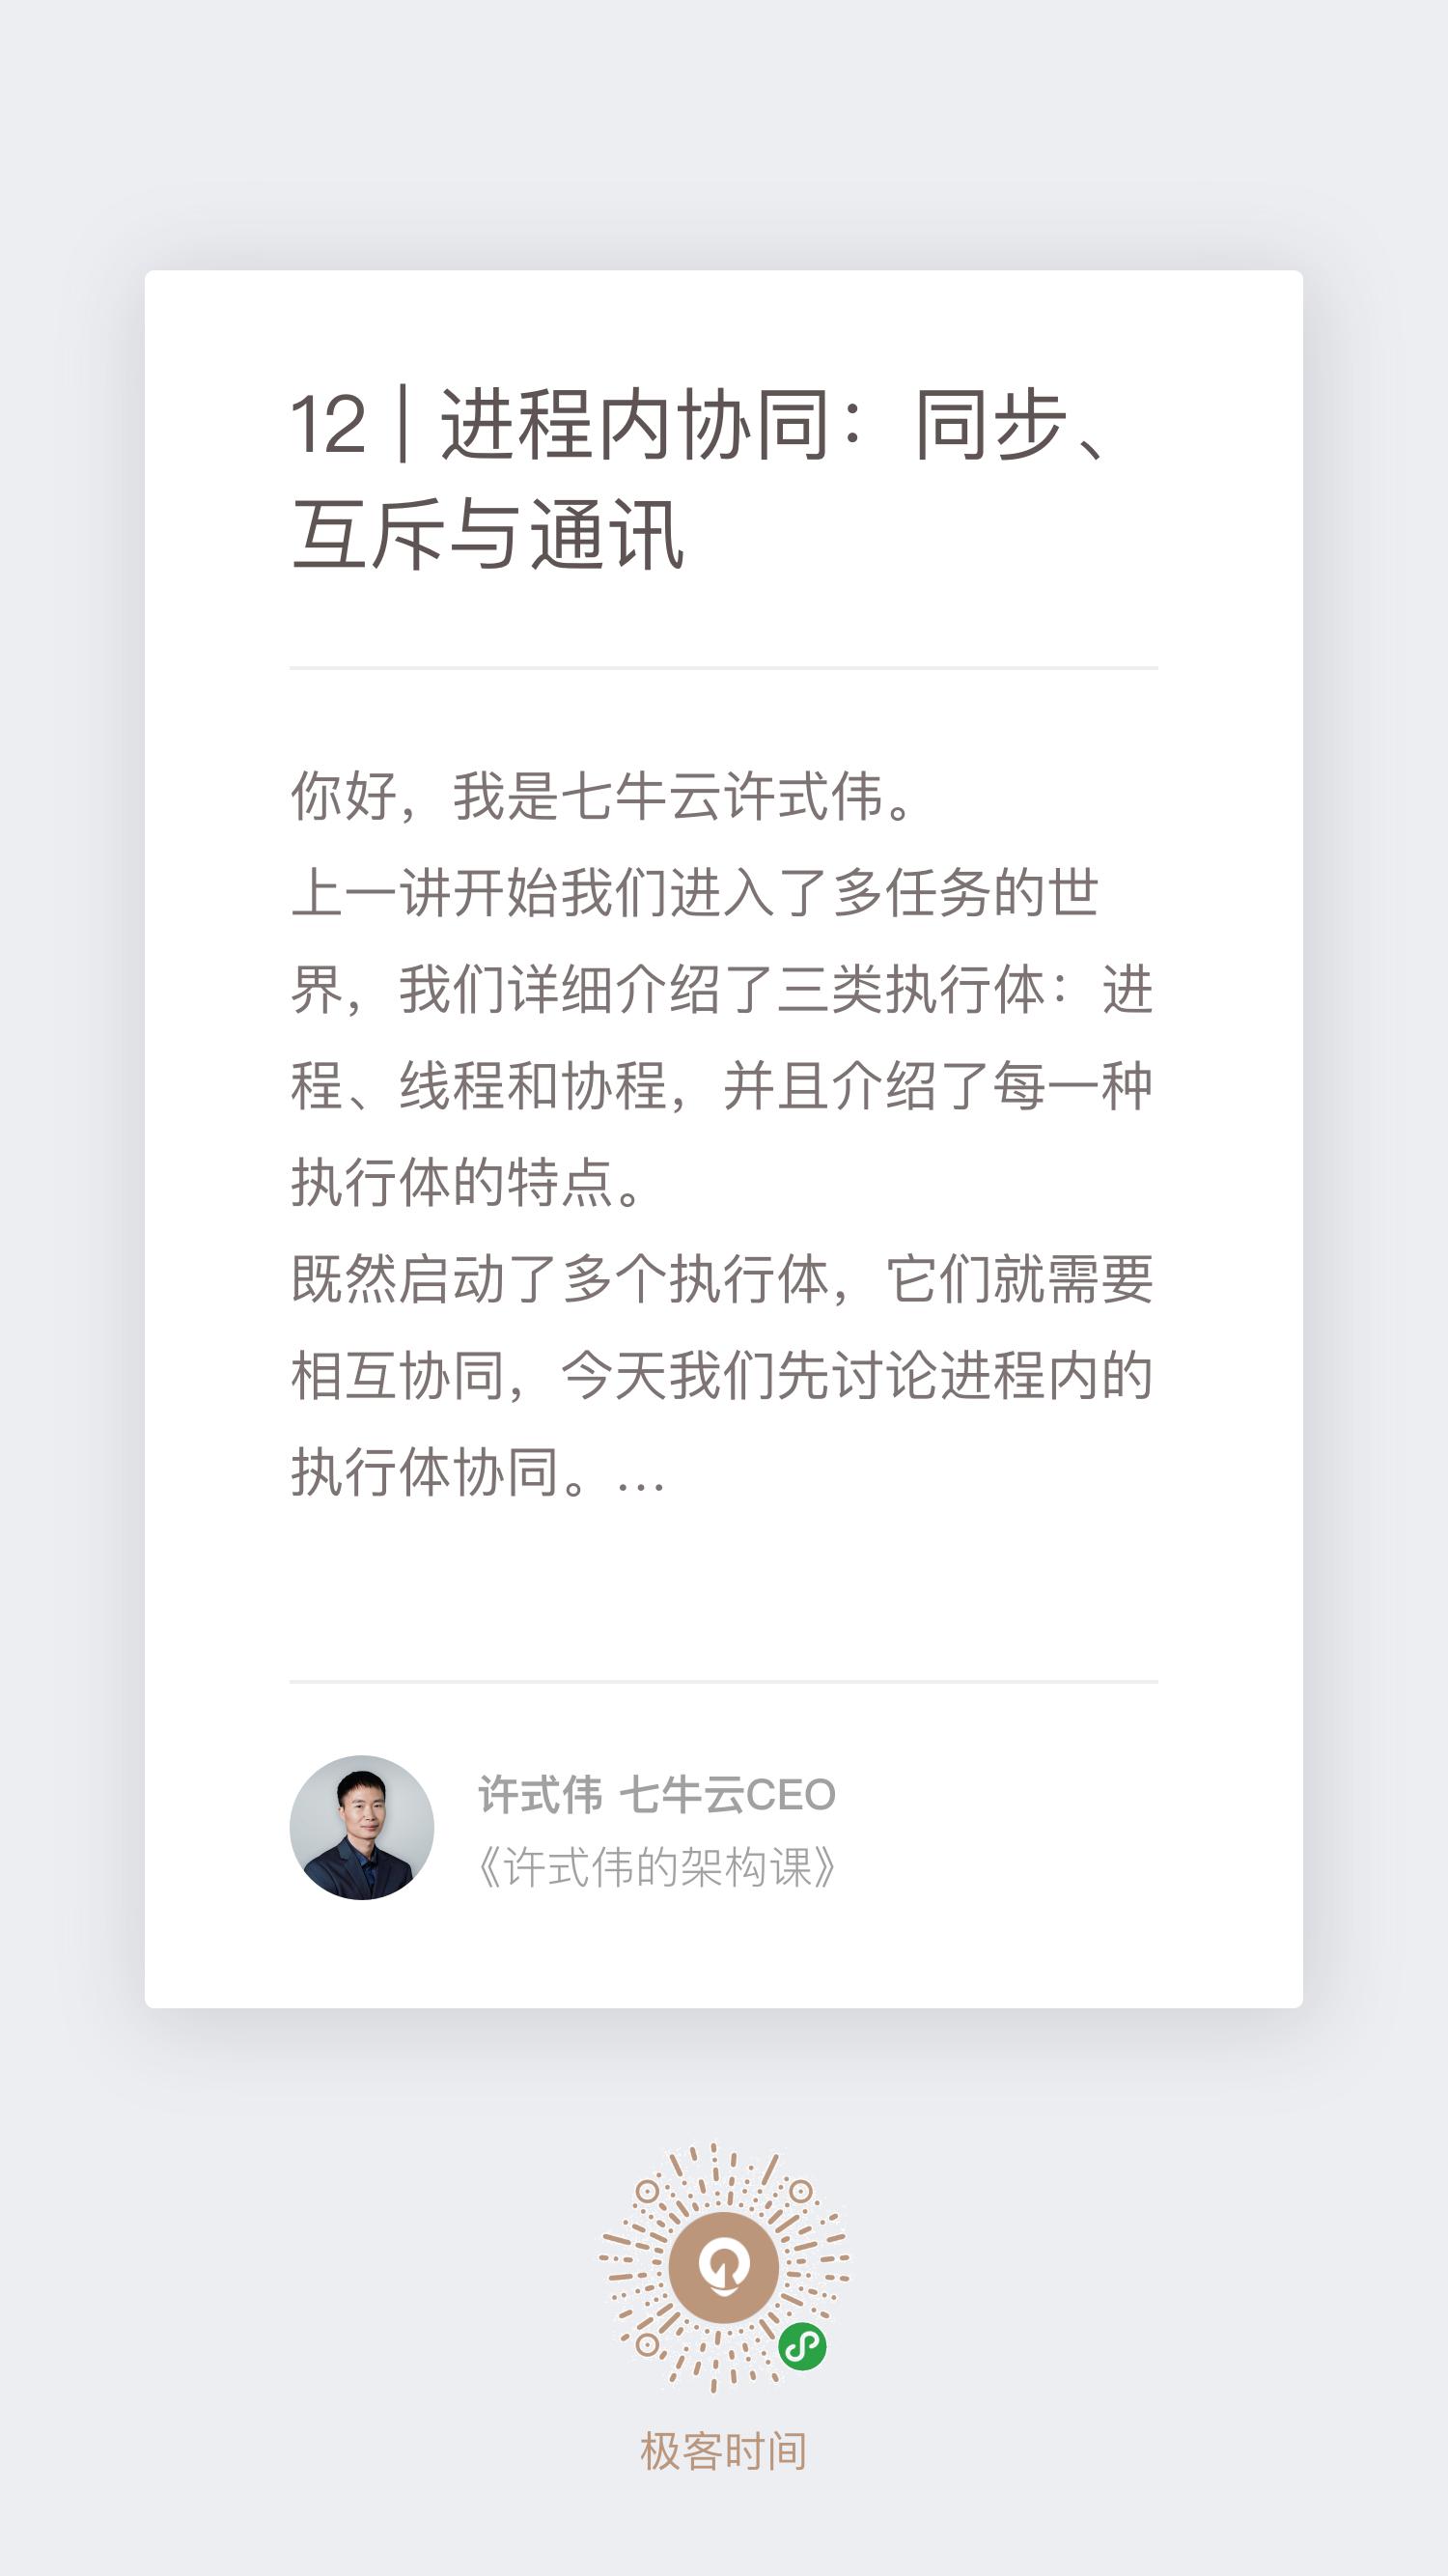 12 | 进程内协同：同步、
互斥与通讯
你好，我是七牛云许式伟。
上一讲开始我们进入了多任务的世
界，我们详细介绍了三类执行体：进
程、线程和协程，并且介绍了每一种
执行体的特点。
既然启动了多个执行体，它们就需要
相互协同，今天我们先讨论进程内的
执行体协同。...
许式伟 七牛云CEO
《许式伟的架构课》
极客时间